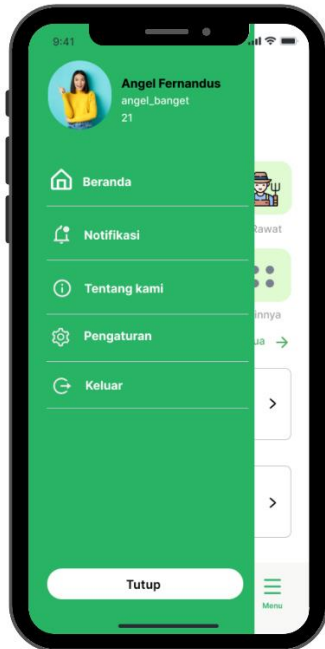 9:41
Angel Fernandus
angel_banget
21
Beranda
Notifikasi
Tentang kami
Pengaturan
Keluar
Rawat
innya
ua
Tutup
Menu